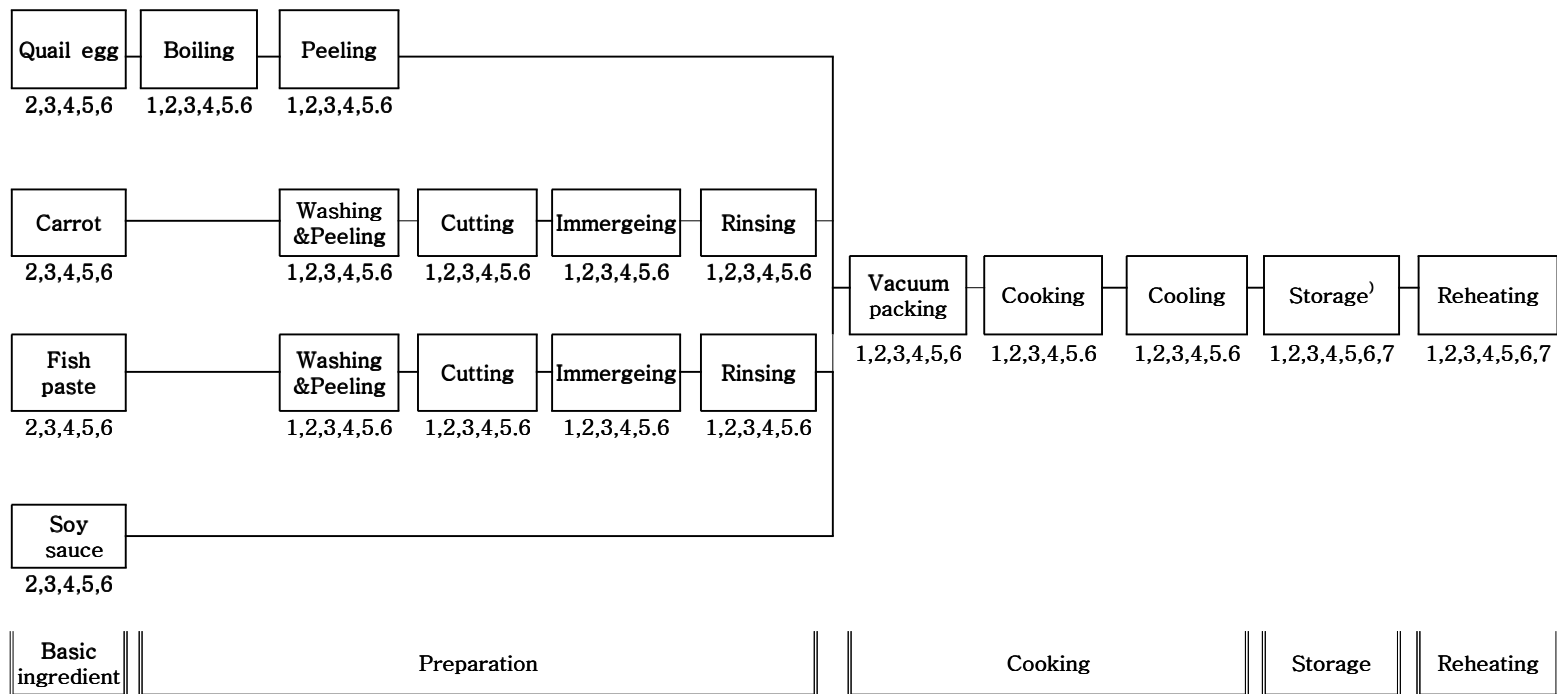 Quail egg
Boiling
Peeling
2,3,4,5,6
1,2,3,4,5.6
1,2,3,4,5.6
Carrot
Washing
&Peeling
Cutting
Immergeing
Rinsing
2,3,4,5,6
1,2,3,4,5.6
1,2,3,4,5.6
1,2,3,4,5.6
1,2,3,4,5.6
Vacuum
packing
Cooking
Cooling
Storage)
Reheating
1,2,3,4,5,6
1,2,3,4,5.6
1,2,3,4,5.6
1,2,3,4,5,6,7
1,2,3,4,5,6,7
Fish
paste
Washing
&Peeling
Cutting
Immergeing
Rinsing
2,3,4,5,6
1,2,3,4,5.6
1,2,3,4,5.6
1,2,3,4,5.6
1,2,3,4,5.6
Soy
sauce
2,3,4,5,6
Basic
ingredient
Preparation
Cooking
Storage
Reheating